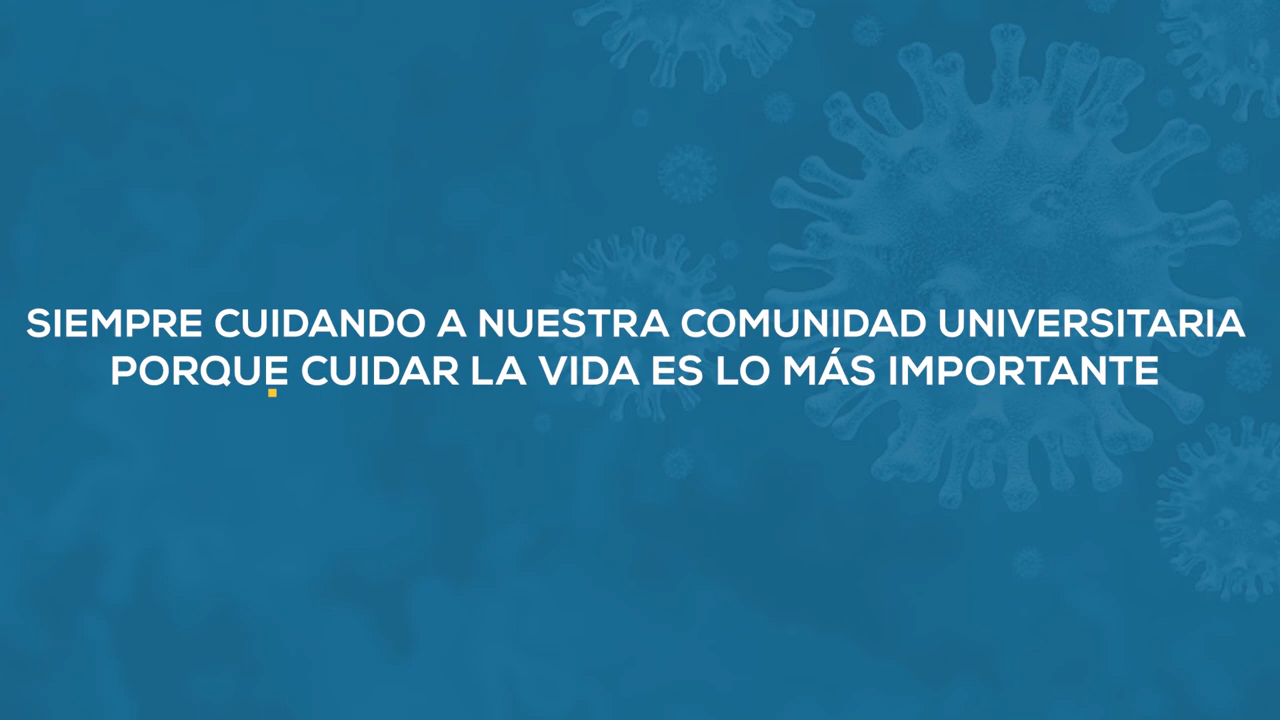 SIEMPRE CUIDANDO A NUESTRA COMUNIDAD UNIVERSITARIA
PORQUE CUIDAR LA VIDA ES LO MÁS IMPORTANTE